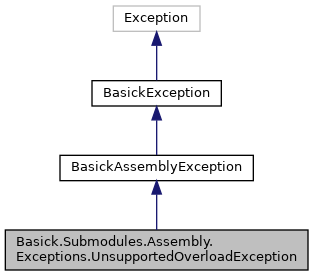 Exception
BasickException
BasickAssemblyException
Basick.Submodules.Assembly.
Exceptions.UnsupportedOverloadException